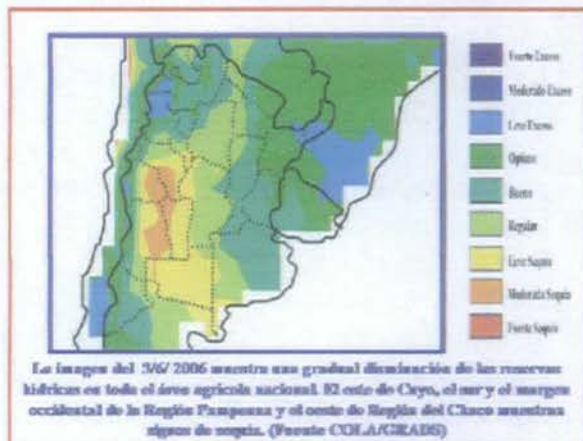 Fuerte Exceso
Moderado Exceso
Leve Exceso
Optimo
Bueno
Regular
Leve Sequía
Moderada Sequía
Fuerte Sequía
La imagen del 5/6/ 2006 muestra una gradual disminución de las reservas
hídricas en toda el área agrícola nacional. El este de Cuyo, el sur y el margen
occidental de la Región Pampeana y el oeste de Región del Chaco muestran
signos de sequía. (Fuente COLA/GRADS)